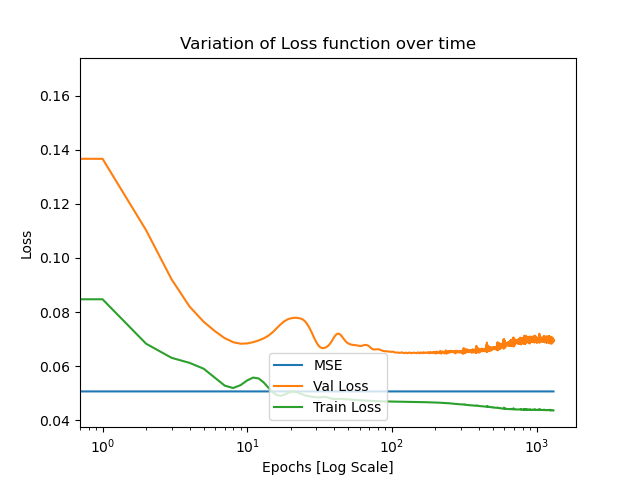 Variation of Loss function over time
0.16
0.14
0.12
0.10
0.08
0.06
0.04
Loss
MSE
Val Loss
Train Loss
10⁰ 10¹ 10² 10³
Epochs [Log Scale]